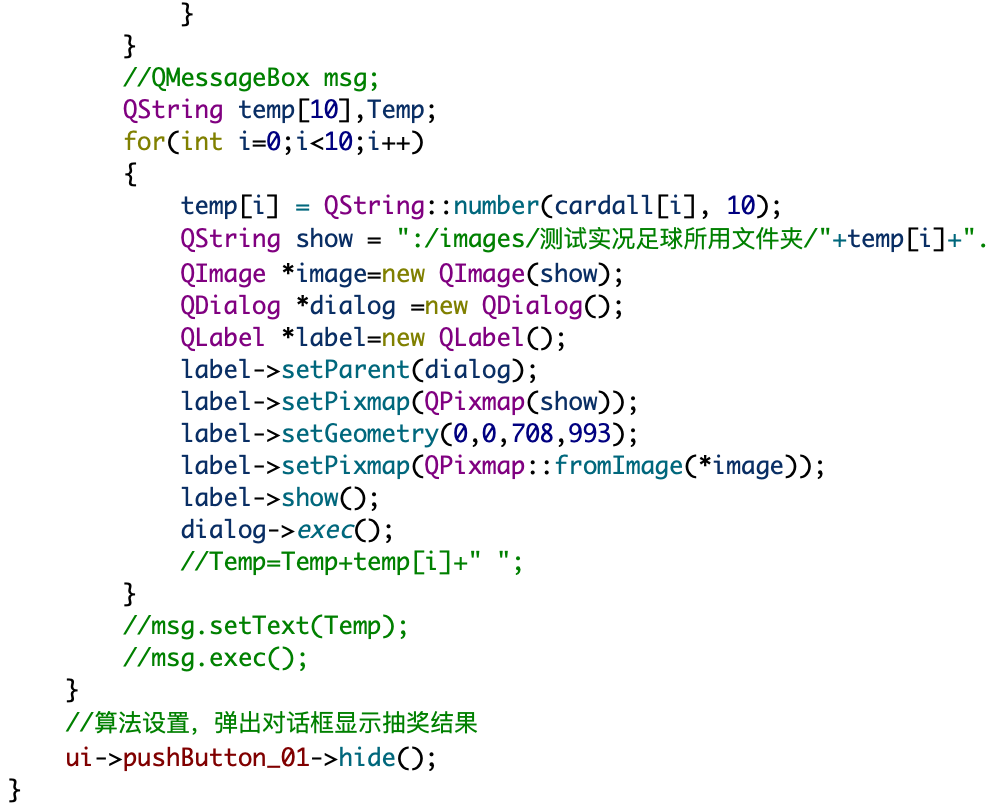 }
    }
    //QMessageBox msg;
    QString temp[10],Temp;
    for(int i=0;i<10;i++)
    {
        temp[i] = QString::number(cardall[i], 10);
        QString show = ":/images/测试实况足球所用文件夹/"+temp[i]+".
        QImage *image=new QImage(show);
        QDialog *dialog =new QDialog();
        QLabel *label=new QLabel();
        label->setParent(dialog);
        label->setPixmap(QPixmap(show));
        label->setGeometry(0,0,708,993);
        label->setPixmap(QPixmap::fromImage(*image));
        label->show();
        dialog->exec();
        //Temp=Temp+temp[i]+" ";
    }
    //msg.setText(Temp);
    //msg.exec();
  }
  //算法设置，弹出对话框显示抽奖结果
  ui->pushButton_01->hide();
}